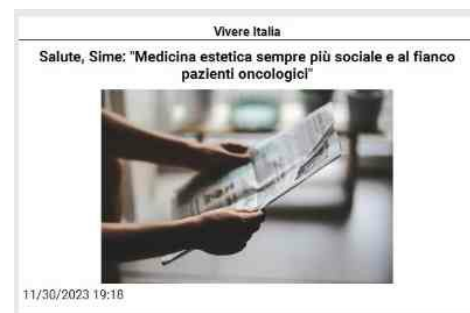 Vivere Italia
Salute, Sime: "Medicina estetica sempre più sociale e al fianco
pazienti oncologici"
11/30/2023 19:18